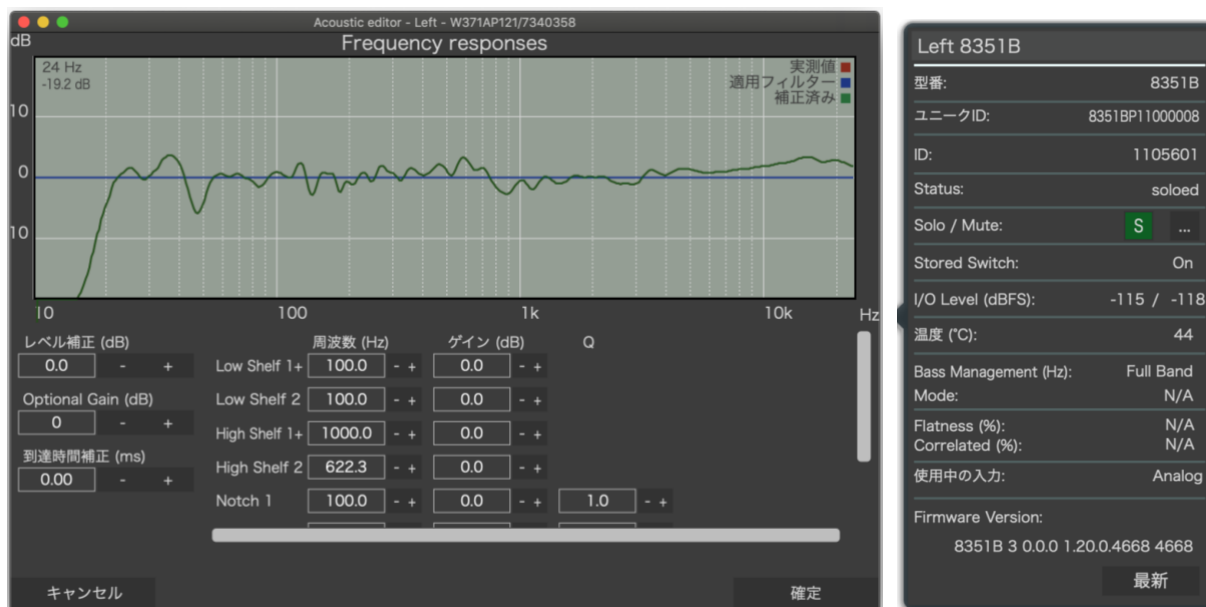 Acoustic editor - Left - W371AP121/7340358
dB
Frequency responses
24 Hz
-19.2 dB
実測値
適用フィルター
補正済み
10
0
10
10
100
1k
10k
Hz
レベル補正 (dB)
0.0 - +
Optional Gain (dB)
0 - +
到達時間補正 (ms)
0.00 - +
周波数 (Hz) ゲイン (dB) Q
Low Shelf 1+ 100.0 - + 0.0 - +
Low Shelf 2 100.0 - + 0.0 - +
High Shelf 1+ 1000.0 - + 0.0 - +
High Shelf 2 622.3 - + 0.0 - +
Notch 1 100.0 - + 0.0 - + 1.0 - +
キャンセル
確定
Left 8351B
型番: 8351B
ユニークID: 8351BP11000008
ID: 1105601
Status: soloed
Solo / Mute: S ...
Stored Switch: On
I/O Level (dBFS): -115 / -118
温度 (℃): 44
Bass Management (Hz): Full Band
Mode: N/A
Flatness (%): N/A
Correlated (%): N/A
使用中の入力: Analog
Firmware Version:
8351B 3 0.0.0 1.20.0.4668 4668
最新